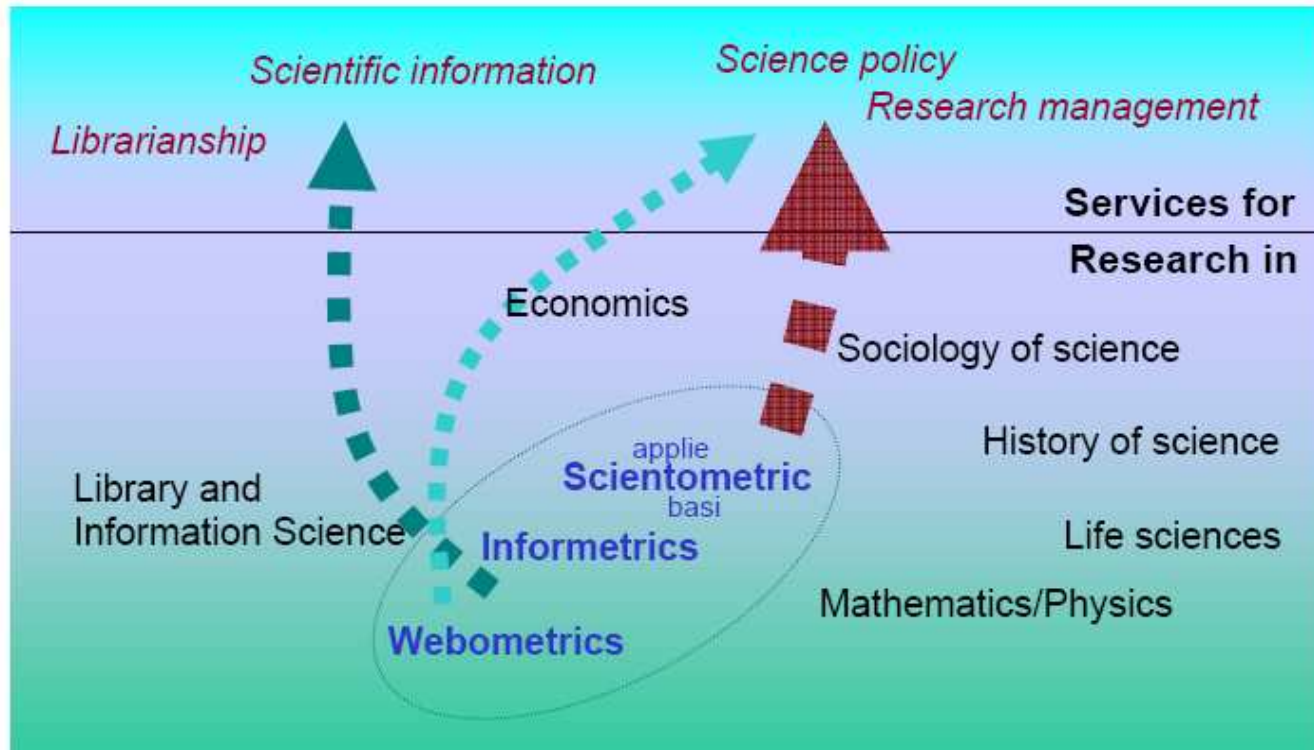 Scientific information
Science policy
Research management
Librarianship
Services for
Research in
Economics
Sociology of science
applie
Scientometric
basi
History of science
Library and
Information Science
Informetrics
Life sciences
Mathematics/Physics
Webometrics